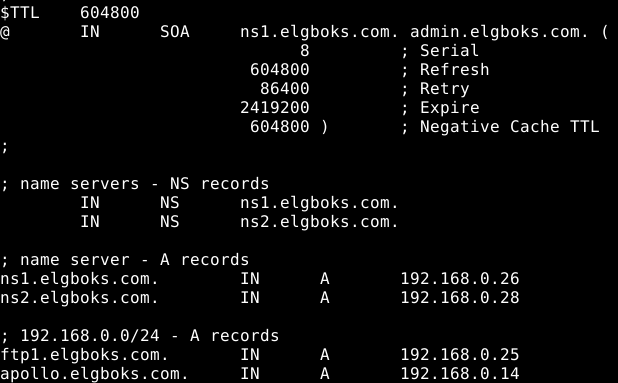 $TTL    604800
@       IN      SOA     ns1.elgboks.com. admin.elgboks.com. (
                              8         ; Serial
                         604800         ; Refresh
                          86400         ; Retry
                        2419200         ; Expire
                         604800 )       ; Negative Cache TTL
;
; name servers - NS records
        IN      NS      ns1.elgboks.com.
        IN      NS      ns2.elgboks.com.
; name server - A records
ns1.elgboks.com.        IN      A       192.168.0.26
ns2.elgboks.com.        IN      A       192.168.0.28
; 192.168.0.0/24 - A records
ftp1.elgboks.com.       IN      A       192.168.0.25
apollo.elgboks.com.     IN      A       192.168.0.14